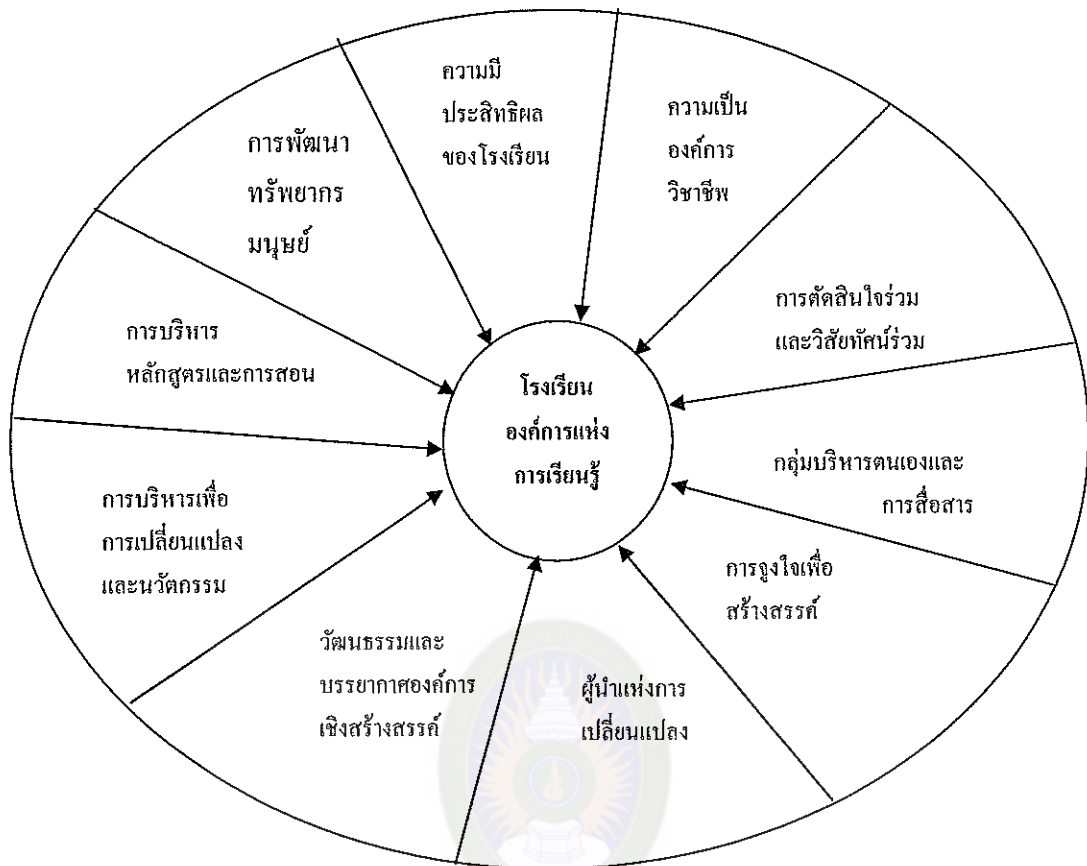 ความมี
ประสิทธิผล
ของโรงเรียน
ความเป็น
องค์การ
วิชาชีพ
การพัฒนา
ทรัพยากร
มนุษย์
การตัดสินใจร่วม
และวิสัยทัศน์ร่วม
การบริหาร
หลักสูตรและการสอน
โรงเรียน
องค์การแห่ง
การเรียนรู้
กลุ่มบริหารตนเองและ
การสื่อสาร
การบริหารเพื่อ
การเปลี่ยนแปลง
และนวัตกรรม
การจูงใจเพื่อ
สร้างสรรค์
วัฒนธรรมและ
บรรยากาศองค์การ
เชิงสร้างสรรค์
ผู้นำแห่งการ
เปลี่ยนแปลง